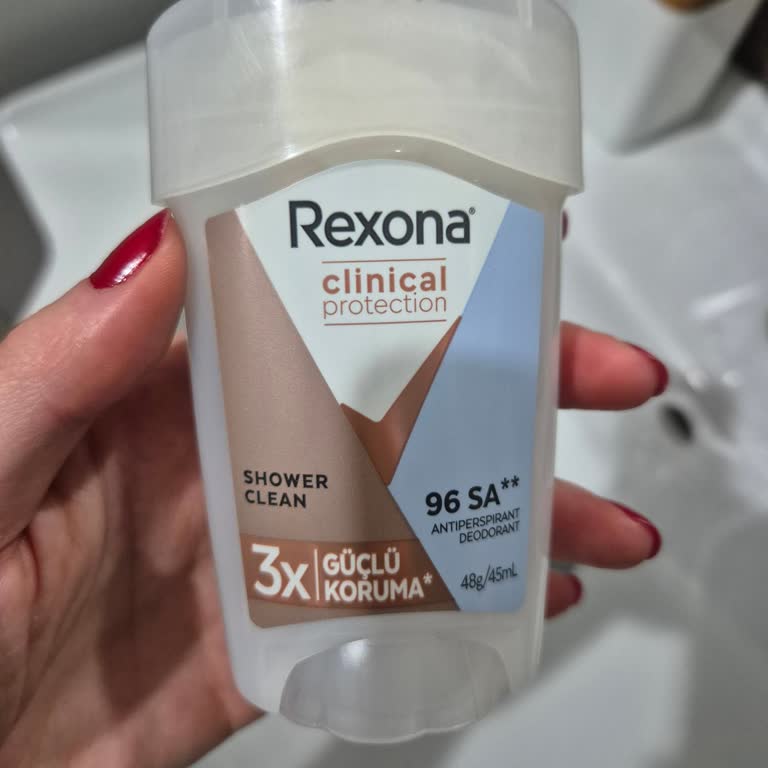 Rexona®
clinical
protection
SHOWER
CLEAN
96 SA**
ANTIPERSPIRANT
DEODORANT
3x GÜÇLÜ
KORUMA*
48g/45mL